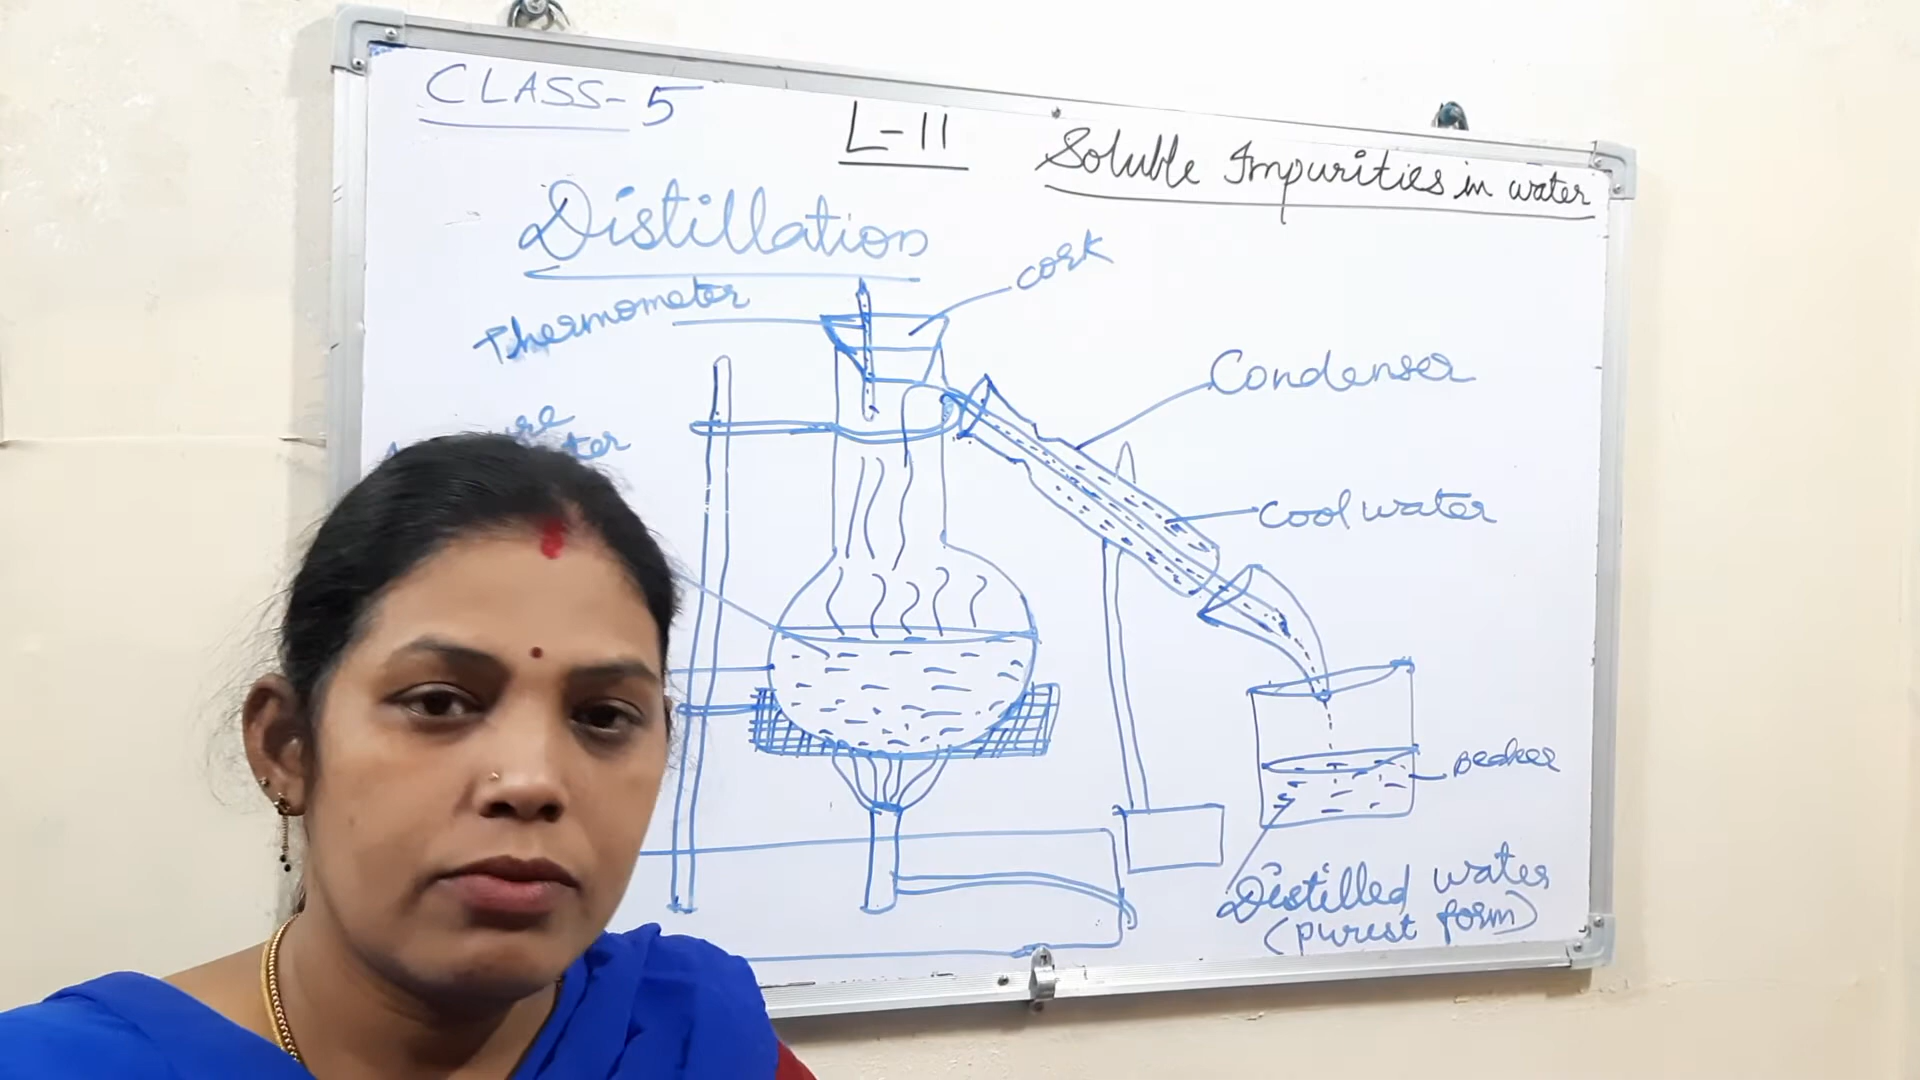 CLASS-5
L-11
Soluble Impurities in water
Distillation
cork
Thermometer
Condenser
Cool water
Beaker
Distilled water
(purest form)